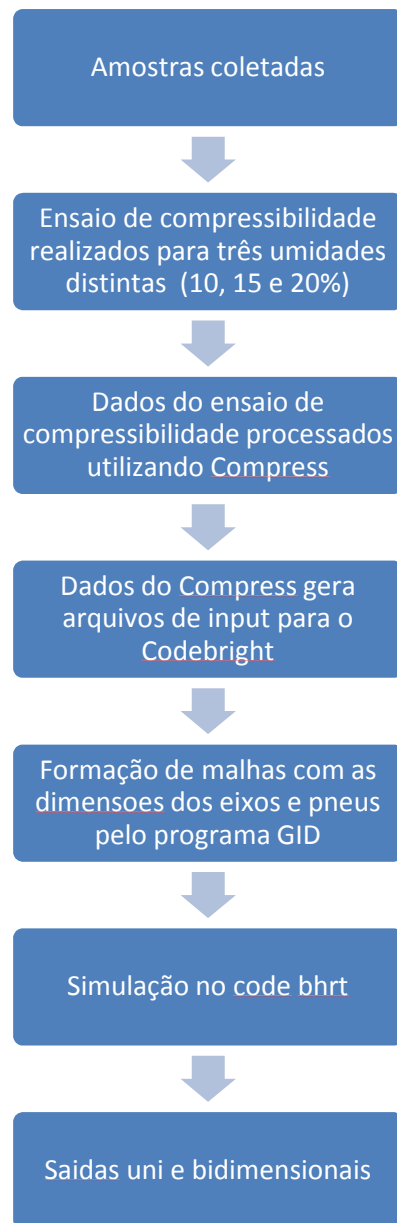 Amostras coletadas
Ensaio de compressibilidade
realizados para três umidades
distintas (10, 15 e 20%)
Dados do ensaio de
compressibilidade processados
utilizando Compress
Dados do Compress gera
arquivos de input para o
Codebright
Formação de malhas com as
dimensoes dos eixos e pneus
pelo programa GID
Simulação no code bhrt
Saidas uni e bidimensionais